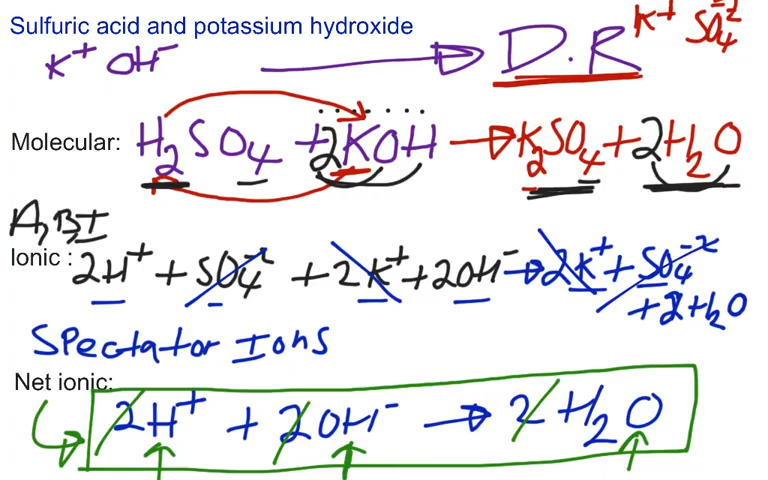 Sulfuric acid and potassium hydroxide
K⁺ OH⁻ → D.R K⁺ SO₄⁻²
Molecular: H₂SO₄ + 2KOH → K₂SO₄ + 2H₂O
A, B, I
Ionic : 2H⁺ + SO₄⁻² + 2K⁺ + 2OH⁻ → 2K⁺ + SO₄⁻²
+ 2H₂O
Spectator Ions
Net ionic:
2H⁺ + 2OH⁻ → 2H₂O